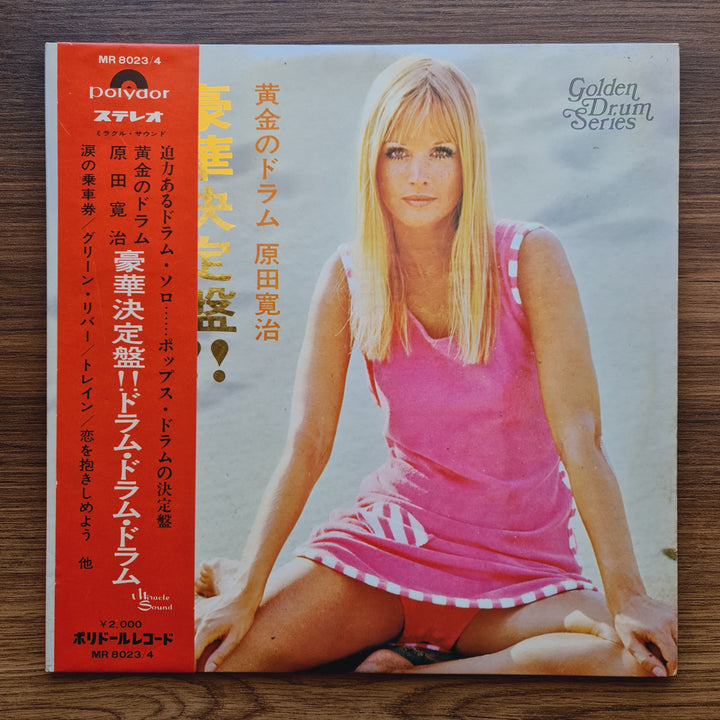 MR 8023/4
polydor
ステレオ
ミラクル・サウンド
迫力あるドラム・ソロ……ポップス・ドラムの決定盤
黄金のドラム
原田寛治
豪華決定盤!!ドラム・ドラム・ドラム
涙の乗車券/グリーン・リバー/トレイン/恋を抱きしめよう 他
Miracle
Sound
¥2,000
ポリドールレコード
MR 8023/4
豪華決定盤!!
黄金のドラム 原田寛治
Golden
Drum
Series